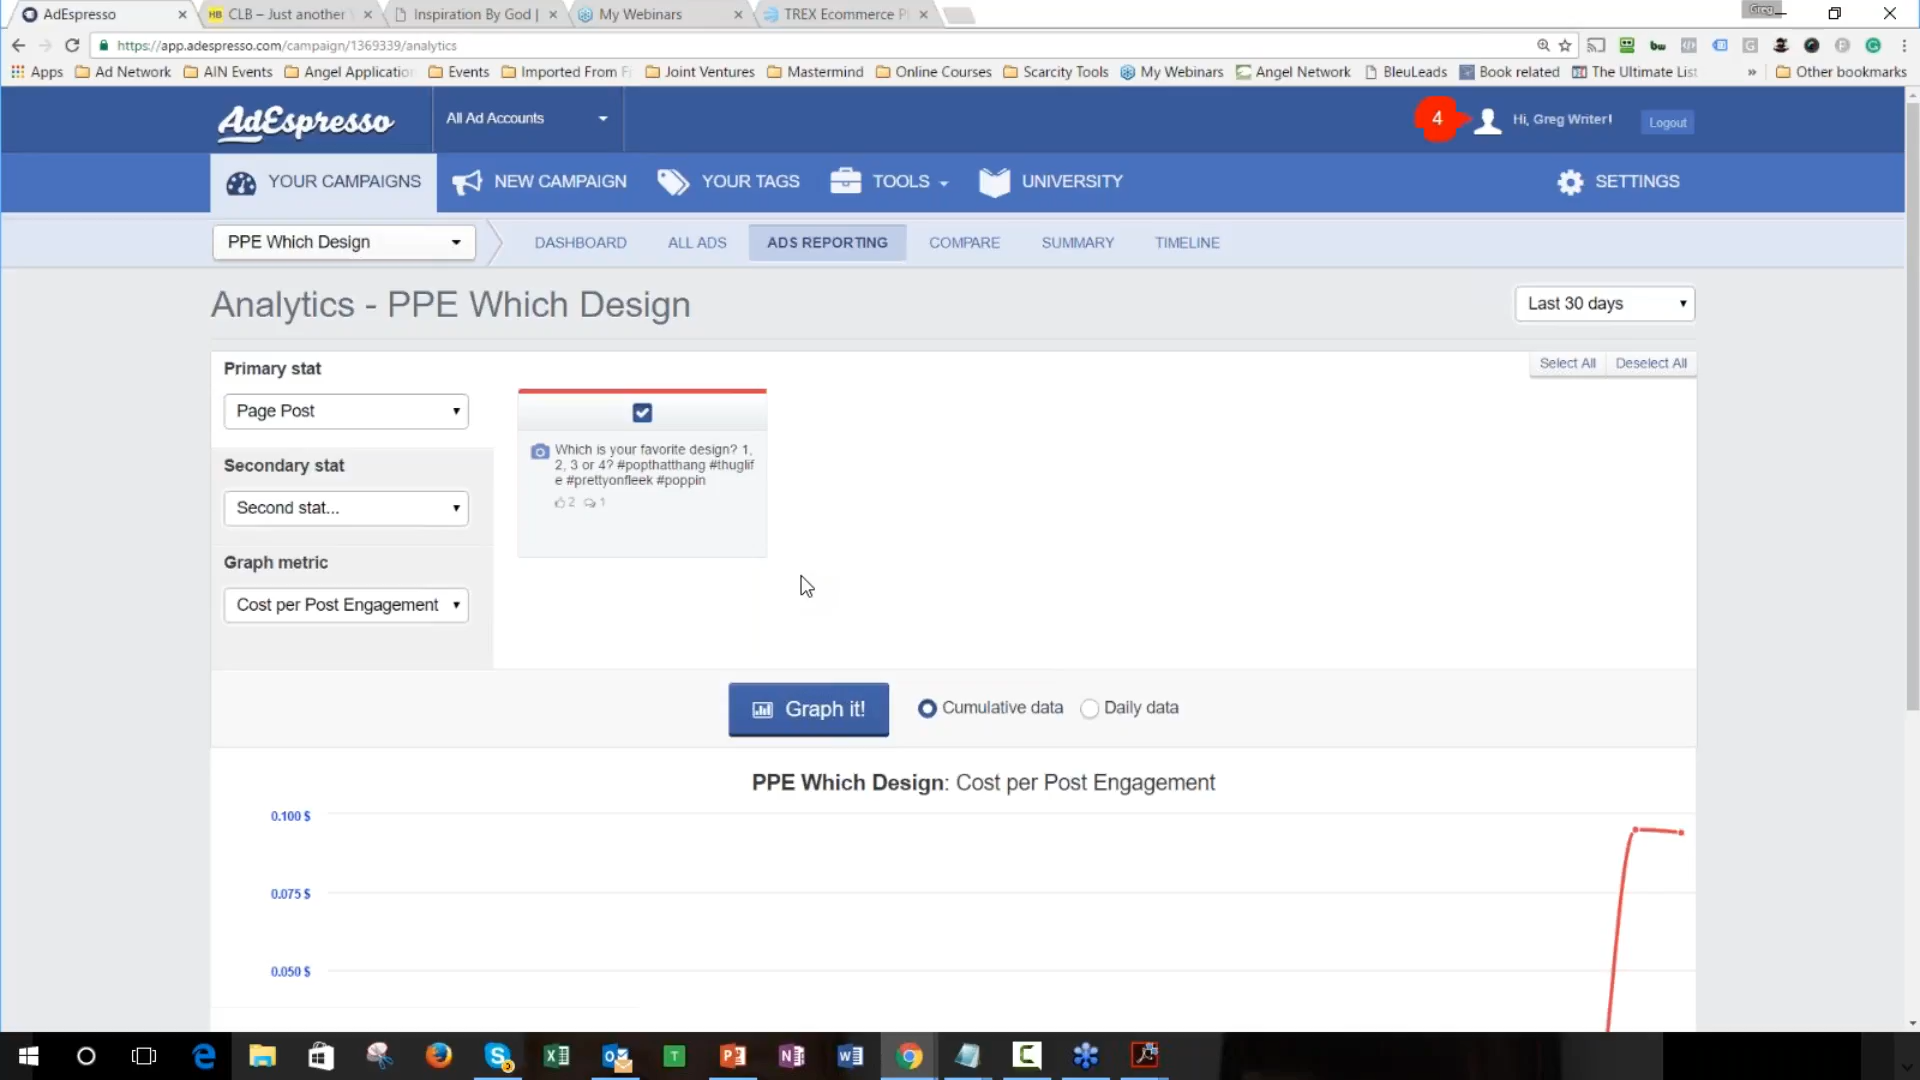 AdEspresso
CLB – Just another
Inspiration By God |
My Webinars
TREX Ecommerce
Greg
https://app.adespresso.com/campaign/1369339/analytics
Apps
Ad Network
AIN Events
Angel Applicatio
Events
Imported From
Joint Ventures
Mastermind
Online Courses
Scarcity Tools
My Webinars
Angel Network
BleuLeads
Book related
The Ultimate List
Other bookmarks
AdEspresso
All Ad Accounts
4
Hi, Greg Writer!
Logout
YOUR CAMPAIGNS
NEW CAMPAIGN
YOUR TAGS
TOOLS
UNIVERSITY
SETTINGS
PPE Which Design
DASHBOARD
ALL ADS
ADS REPORTING
COMPARE
SUMMARY
TIMELINE
Analytics - PPE Which Design
Last 30 days
Primary stat
Page Post
Secondary stat
Second stat...
Graph metric
Cost per Post Engagement
Select All
Deselect All
Which is your favorite design? 1,
2, 3 or 4? #popthatthang #thuglif
e #prettyonfleek #poppin
2 1
Graph it!
Cumulative data
Daily data
PPE Which Design: Cost per Post Engagement
0.100 $
0.075 $
0.050 $